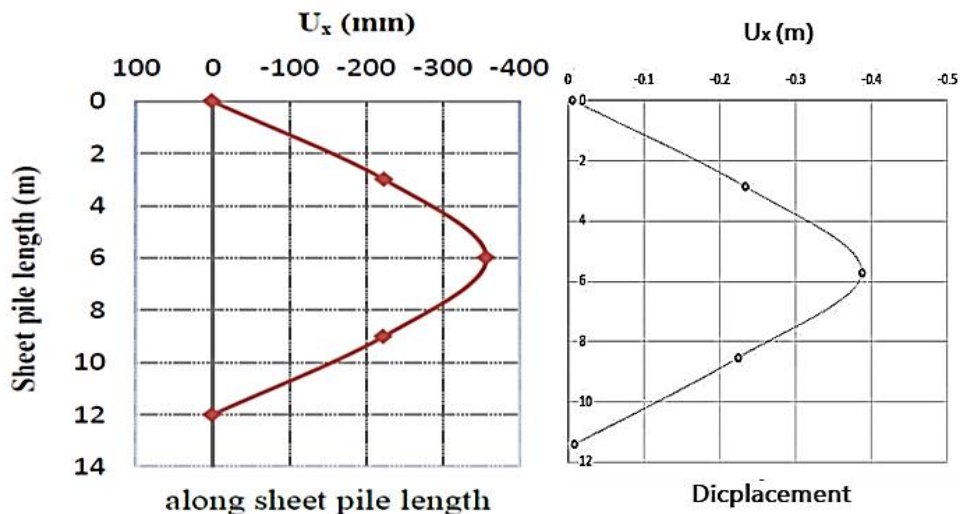 Uₓ (mm)
100 0 -100 -200 -300 -400
0
2
4
6
8
10
12
14
Sheet pile length (m)
along sheet pile length
Uₓ (m)
0 -0.1 -0.2 -0.3 -0.4 -0.5
0
2
4
6
8
10
12
Dicplacement